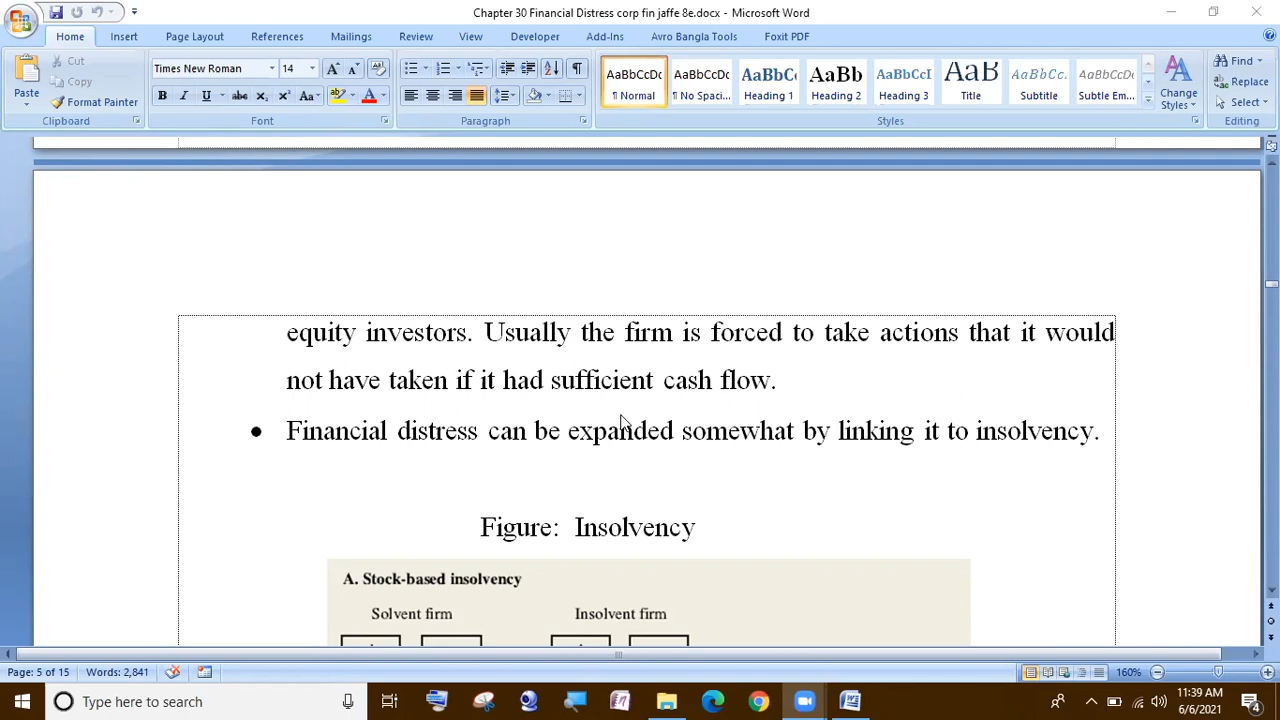 Chapter 30 Financial Distress corp fin jaffe 8e.docx - Microsoft Word
Home Insert Page Layout References Mailings Review View Developer Add-Ins Avro Bangla Tools Foxit PDF
Paste
Cut
Copy
Format Painter
Clipboard
Times New Roman 14
Font
Paragraph
AaBbCcDc AaBbCcDc AaBbC( AaBbCc AaBbCcI AaB AaBbCc. AaBbCcDc
¶ Normal ¶ No Spaci... Heading 1 Heading 2 Heading 3 Title Subtitle Subtle Em...
Change Styles
Styles
Find
Replace
Select
Editing
equity investors. Usually the firm is forced to take actions that it would
not have taken if it had sufficient cash flow.
• Financial distress can be expanded somewhat by linking it to insolvency.
Figure: Insolvency
A. Stock-based insolvency
Solvent firm Insolvent firm
Page: 5 of 15 Words: 2,841 160%
Type here to search
11:39 AM
6/6/2021
4